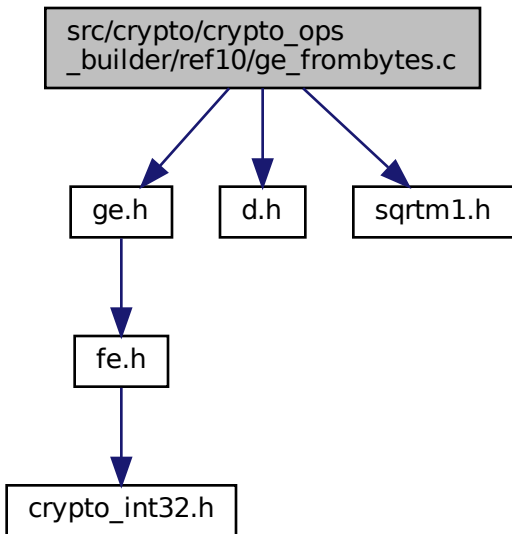 src/crypto/crypto_ops
_builder/ref10/ge_frombytes.c
ge.h
d.h
sqrtm1.h
fe.h
crypto_int32.h